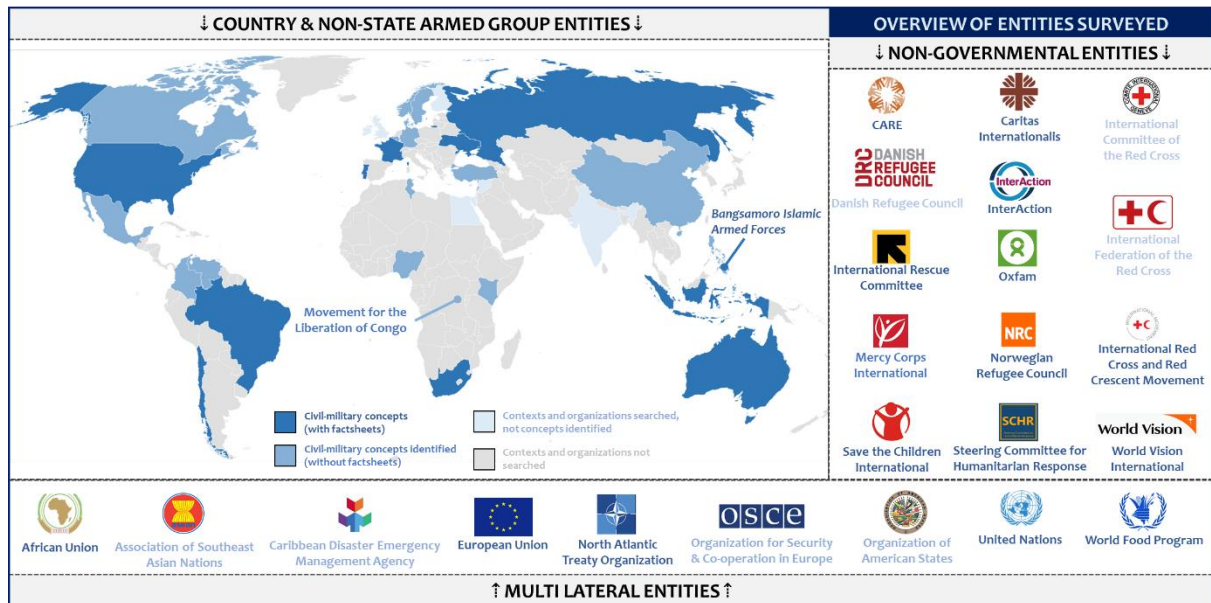 ↓ COUNTRY & NON-STATE ARMED GROUP ENTITIES ↓
Bangsamoro Islamic
Armed Forces
Movement for the
Liberation of Congo
Civil-military concepts
(with factsheets)
Civil-military concepts identified
(without factsheets)
Contexts and organizations searched,
not concepts identified
Contexts and organizations not
searched
OVERVIEW OF ENTITIES SURVEYED
↓ NON-GOVERNMENTAL ENTITIES ↓
CARE
Caritas
Internationalls
COMITE INTERNATIONAL
GENEVE
International
Committee of
the Red Cross
DRC DANISH
REFUGEE
COUNCIL
Danish Refugee Council
InterAction
InterAction
International
Federation of
the Red Cross
International Rescue
Committee
Oxfam
Mercy Corps
International
NRC
Norwegian
Refugee Council
International Red
Cross and Red
Crescent Movement
Save the Children
International
SCHR
Steering Committee for
Humanitarian Response
World Vision
World Vision
International
African Union
Association of Southeast
Asian Nations
Caribbean Disaster Emergency
Management Agency
European Union
North Atlantic
Treaty Organization
OSCE
Organization for Security
& Co-operation in Europe
Organization of
American States
United Nations
World Food Program
↑ MULTI LATERAL ENTITIES ↑